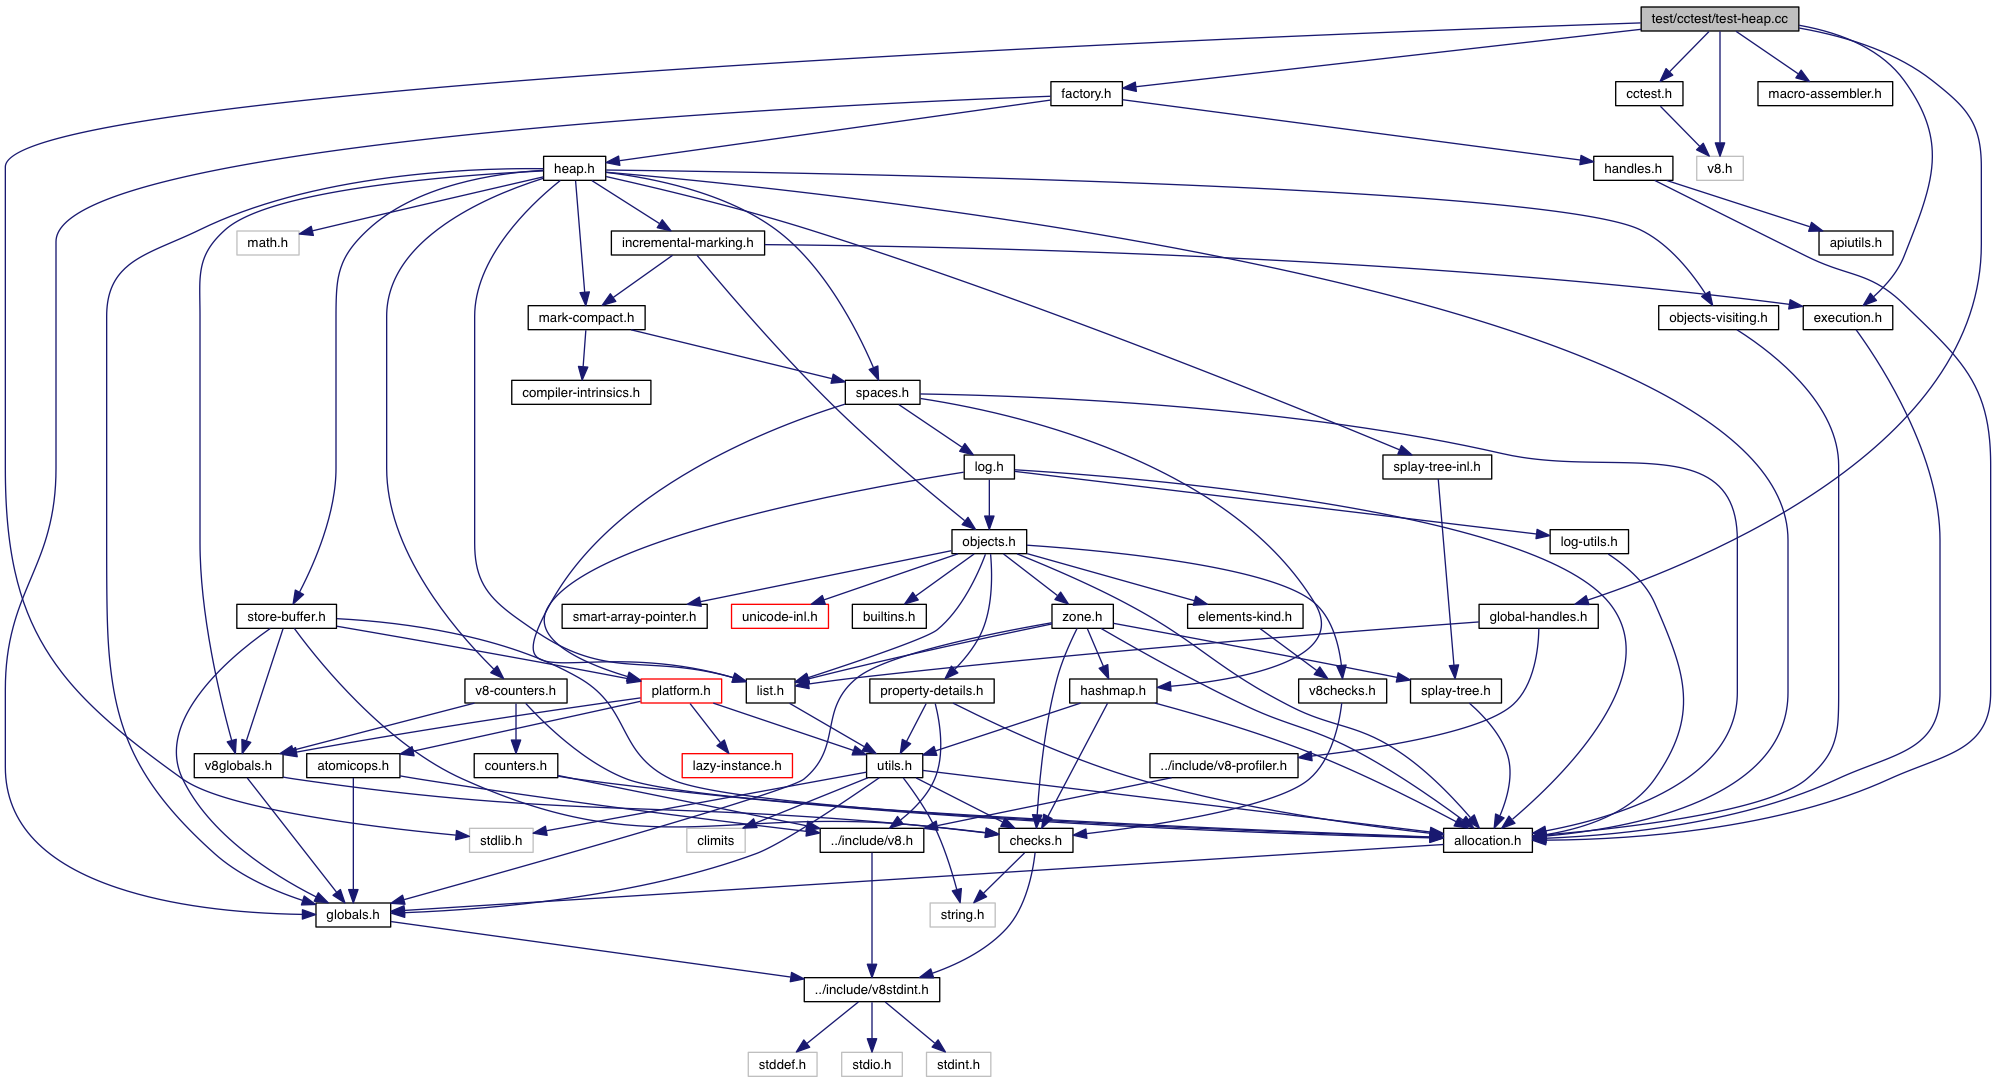 test/cctest/test-heap.cc
factory.h
cctest.h
macro-assembler.h
heap.h
handles.h
v8.h
math.h
incremental-marking.h
apiutils.h
mark-compact.h
objects-visiting.h
execution.h
compiler-intrinsics.h
spaces.h
log.h
splay-tree-inl.h
objects.h
log-utils.h
store-buffer.h
smart-array-pointer.h
unicode-inl.h
builtins.h
zone.h
elements-kind.h
global-handles.h
v8-counters.h
platform.h
list.h
property-details.h
hashmap.h
v8checks.h
splay-tree.h
v8globals.h
atomicops.h
counters.h
lazy-instance.h
utils.h
../include/v8-profiler.h
stdlib.h
climits
../include/v8.h
checks.h
allocation.h
globals.h
string.h
../include/v8stdint.h
stddef.h
stdio.h
stdint.h